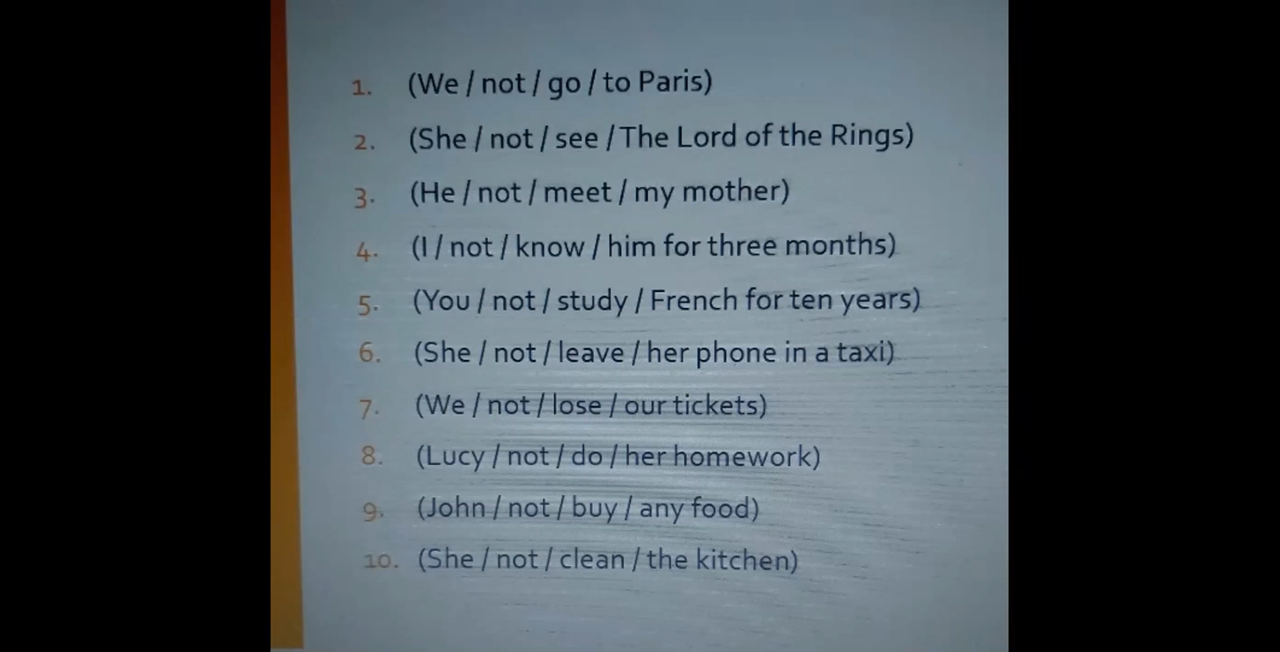 1. (We / not / go / to Paris)
2. (She / not / see / The Lord of the Rings)
3. (He / not / meet / my mother)
4. (I / not / know / him for three months)
5. (You / not / study / French for ten years)
6. (She / not / leave / her phone in a taxi)
7. (We / not / lose / our tickets)
8. (Lucy / not / do / her homework)
9. (John / not / buy / any food)
10. (She / not / clean / the kitchen)